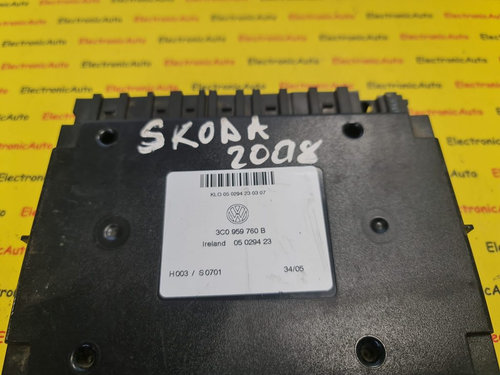 SKODA
2008
KLO 05 0294 23 03 07
3C0 959 760 B
Ireland 05 0294 23
H003 / S0701 34/05
ElectronicAuto